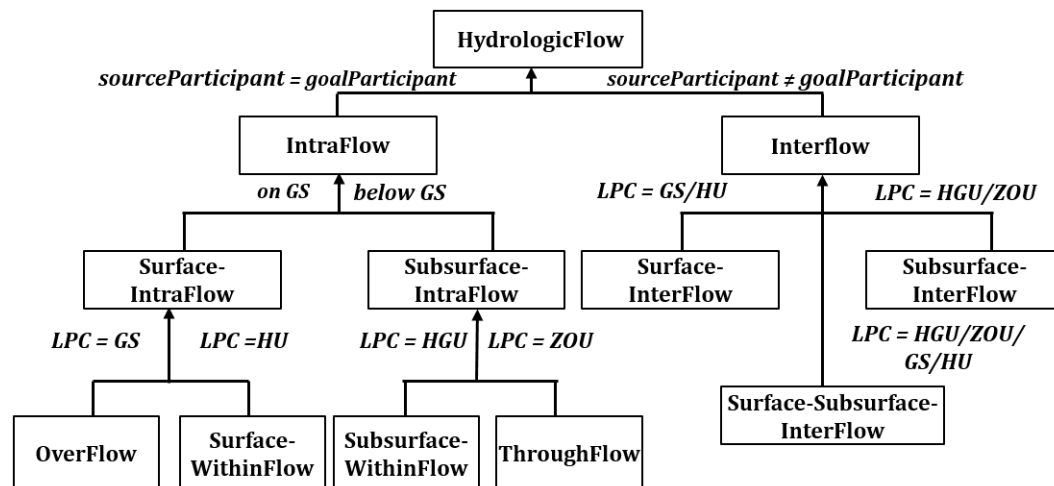 HydrologicFlow
sourceParticipant = goalParticipant
sourceParticipant ≠ goalParticipant
IntraFlow
Interflow
on GS
below GS
LPC = GS/HU
LPC = HGU/ZOU
Surface-
IntraFlow
Subsurface-
IntraFlow
Surface-
InterFlow
Subsurface-
InterFlow
LPC = GS
LPC =HU
LPC = HGU
LPC = ZOU
LPC = HGU/ZOU/
GS/HU
OverFlow
Surface-
WithinFlow
Subsurface-
WithinFlow
ThroughFlow
Surface-Subsurface-
InterFlow